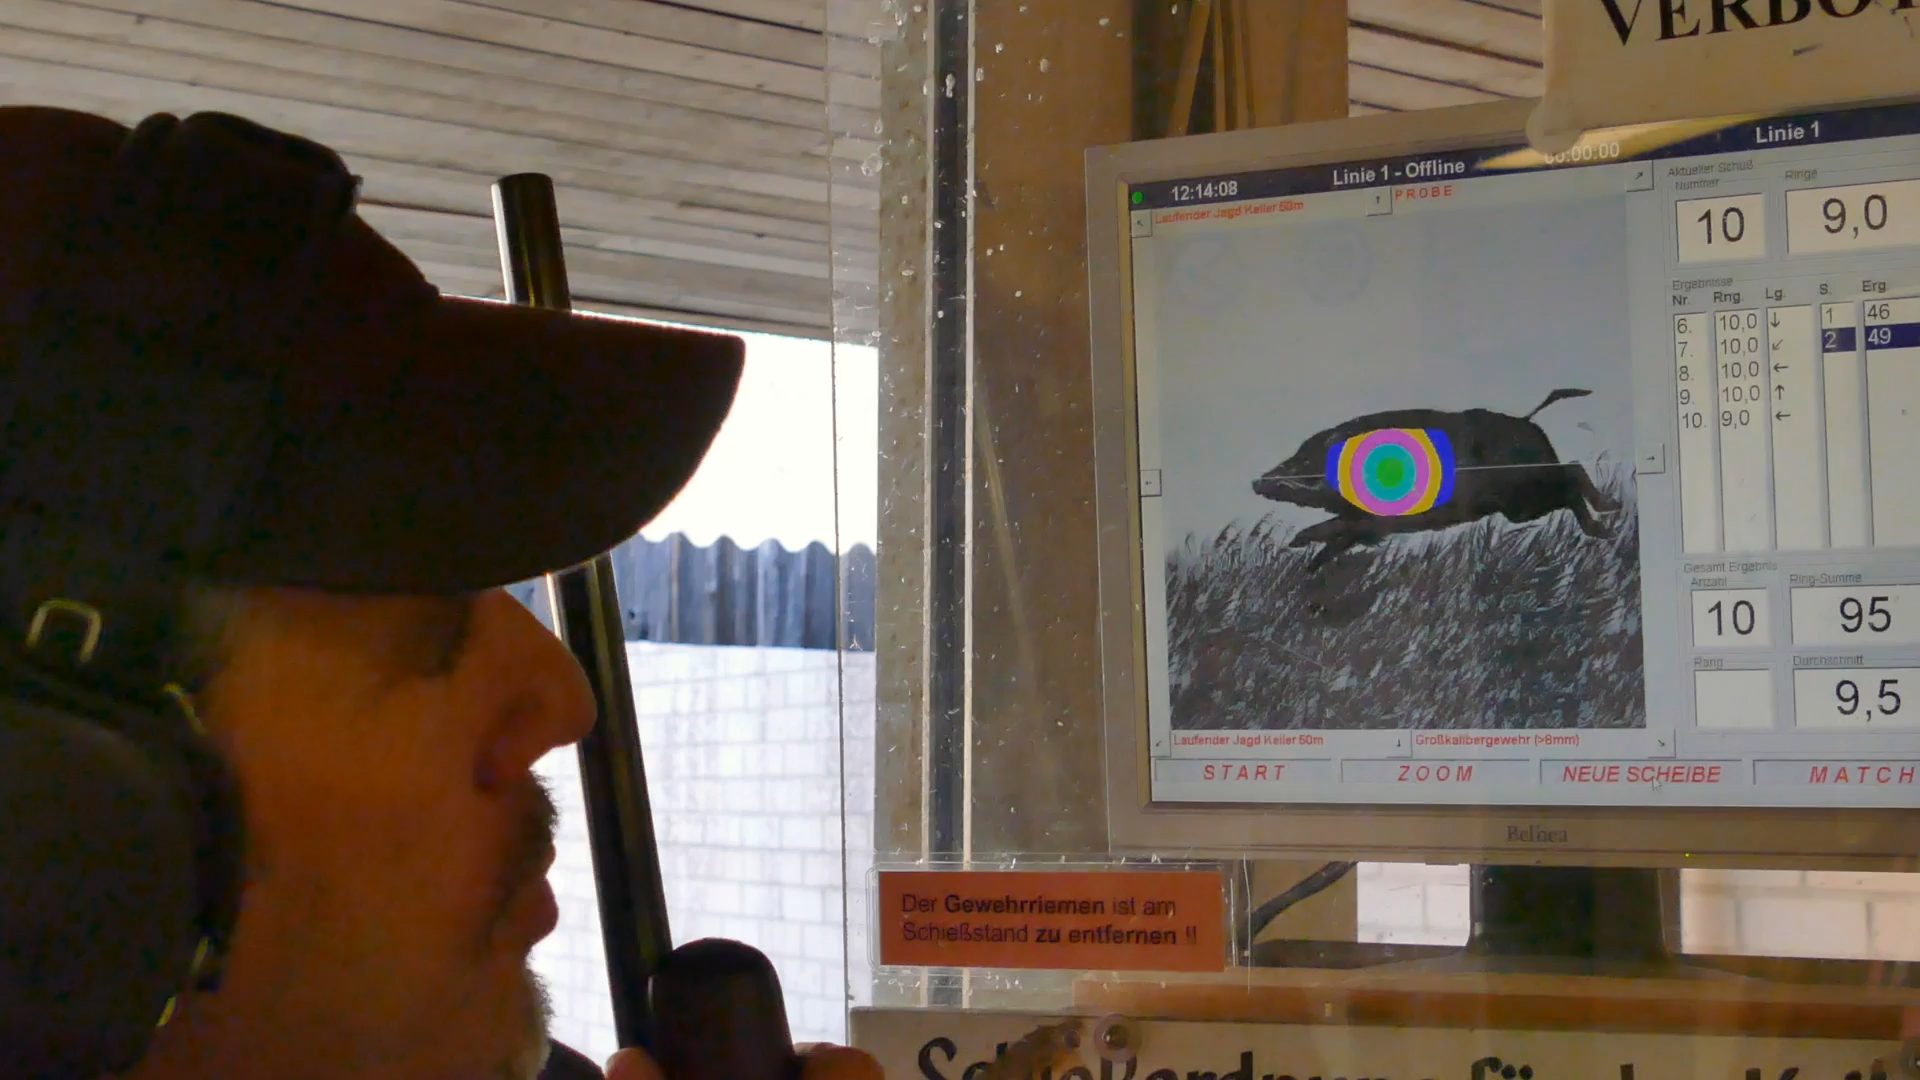 Linie 1
Linie 1 - Offline
00:00:00
12:14:08
PROBE
Laufender Jagd Keiler 50m
Aktueller Schuß
Nummer
Ringe
10
9,0
Ergebnisse
Nr. Rng. Lg. S. Erg
6. 10,0 ↓ 1 46
7. 10,0 ↙ 2 49
8. 10,0 ←
9. 10,0 ↑
10. 9,0 ←
Gesamt Ergebnis
Anzahl
Ring-Summe
10
95
Rang
Durchschnitt
9,5
Laufender Jagd Keiler 50m
Großkalibergewehr (>8mm)
START
ZOOM
NEUE SCHEIBE
MATCH
Belinea
Der Gewehrriemen ist am
Schießstand zu entfernen !!